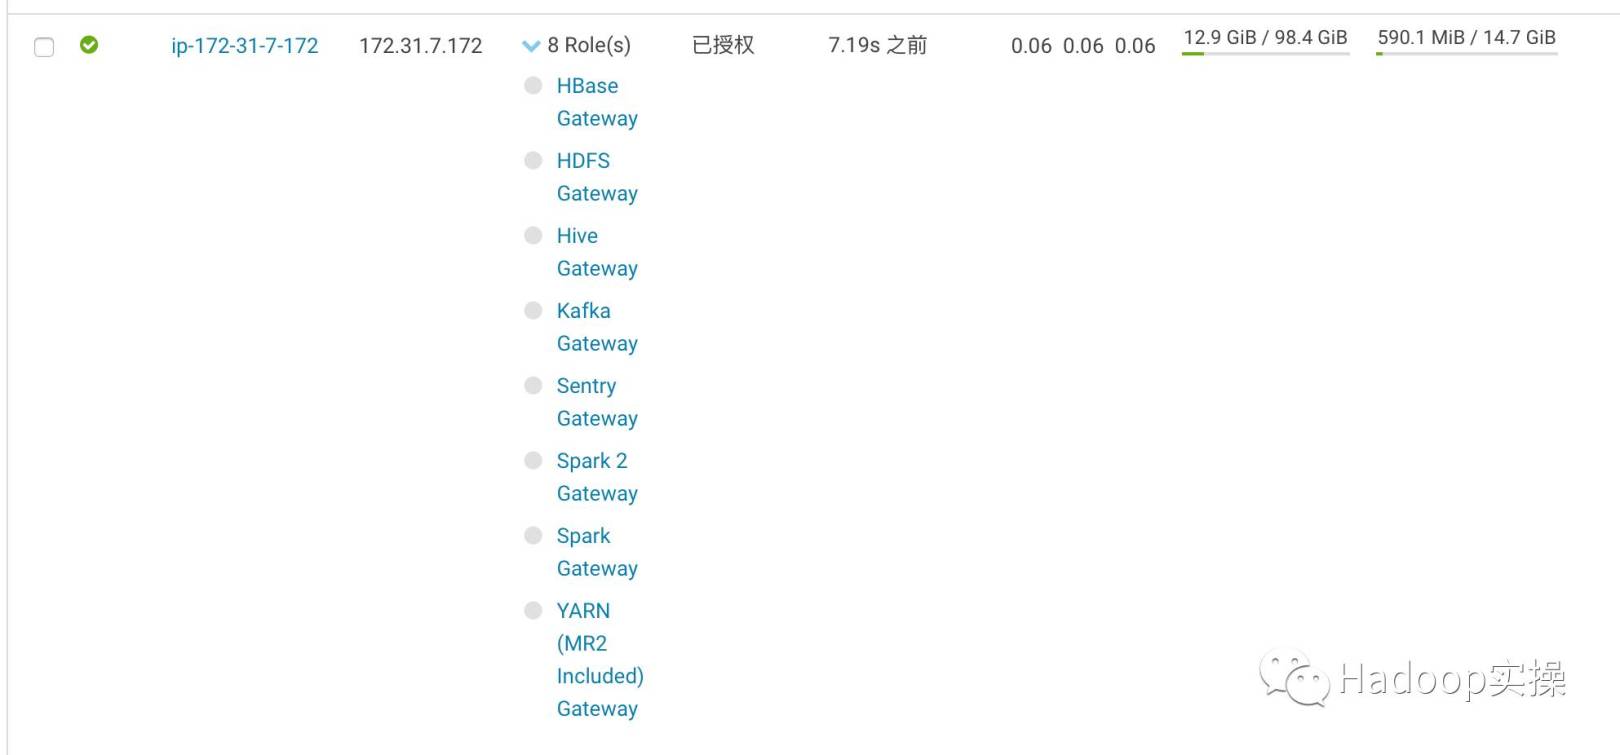 ip-172-31-7-172 172.31.7.172 8 Role(s) 已授权 7.19s 之前 0.06 0.06 0.06 12.9 GiB / 98.4 GiB 590.1 MiB / 14.7 GiB
HBase
Gateway
HDFS
Gateway
Hive
Gateway
Kafka
Gateway
Sentry
Gateway
Spark 2
Gateway
Spark
Gateway
YARN
(MR2
Included)
Gateway
Hadoop实操